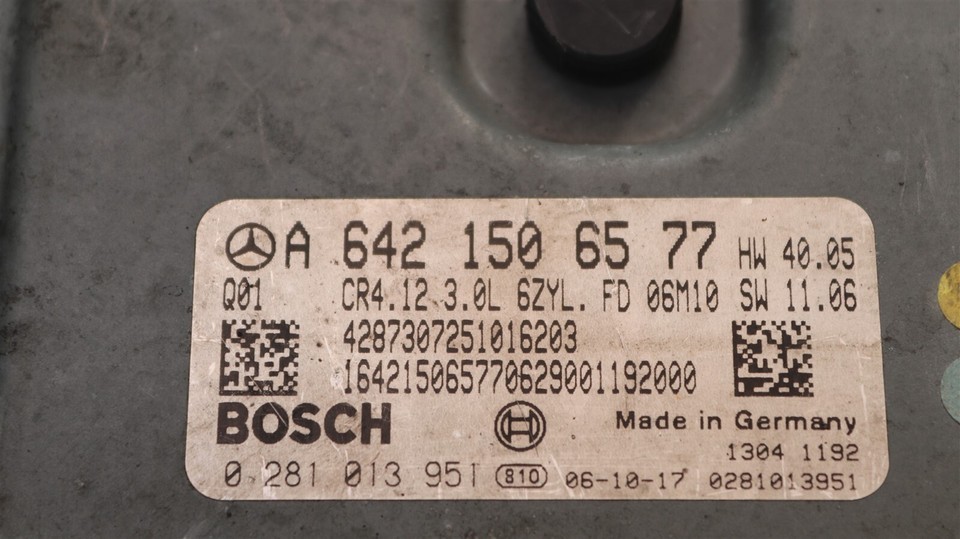 A 642 150 65 77 HW 40.05
Q01 CR4.12 3.0L 6ZYL. FD 06M10 SW 11.06
4287307251016203
164215065770629001192000
BOSCH Made in Germany
1304 1192
0 281 013 951 810 06-10-17 0281013951